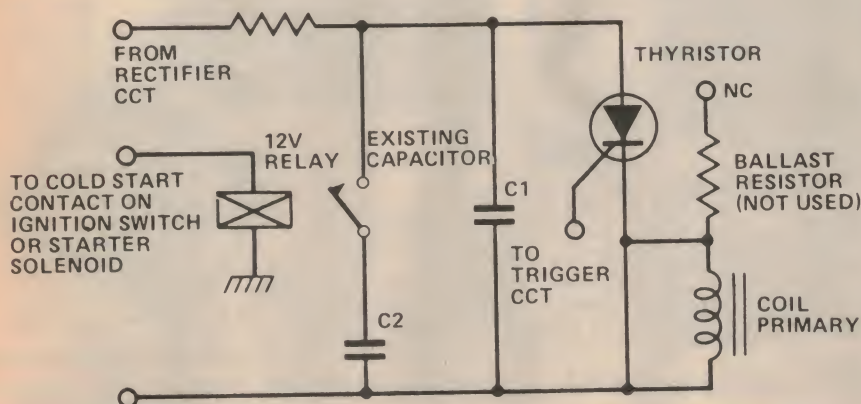 FROM
RECTIFIER
CCT
THYRISTOR
NC
12V
RELAY
EXISTING
CAPACITOR
C1
BALLAST
RESISTOR
(NOT USED)
TO COLD START
CONTACT ON
IGNITION SWITCH
OR STARTER
SOLENOID
TO
TRIGGER
CCT
C2
COIL
PRIMARY